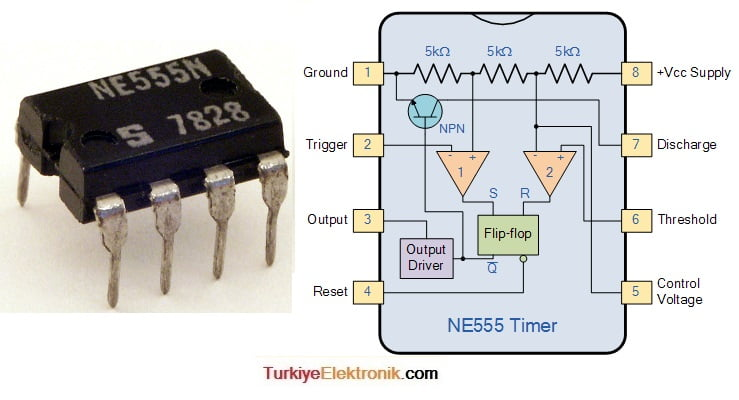 NE555N
S 7828
5kΩ 5kΩ 5kΩ
Ground 1
8 +Vcc Supply
NPN
Trigger 2
7 Discharge
- +
- +
1
2
S R
Output 3
6 Threshold
Flip-flop
Output
Driver
Q̅
Reset 4
5 Control
Voltage
NE555 Timer
TurkiyeElektronik.com